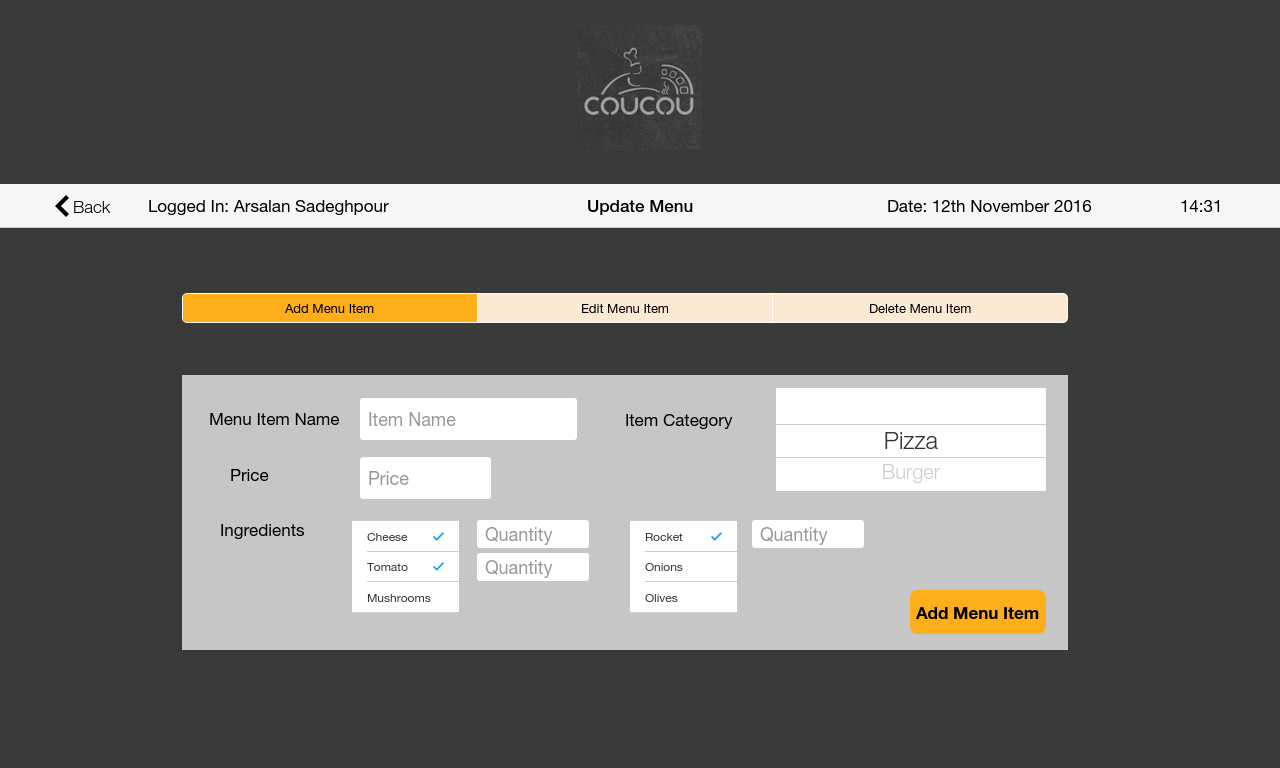 COUCOU
Back
Logged In: Arsalan Sadeghpour
Update Menu
Date: 12th November 2016
14:31
Add Menu Item
Edit Menu Item
Delete Menu Item
Menu Item Name
Item Name
Item Category
Pizza
Burger
Price
Price
Ingredients
Cheese
Quantity
Tomato
Quantity
Mushrooms
Rocket
Quantity
Onions
Olives
Add Menu Item